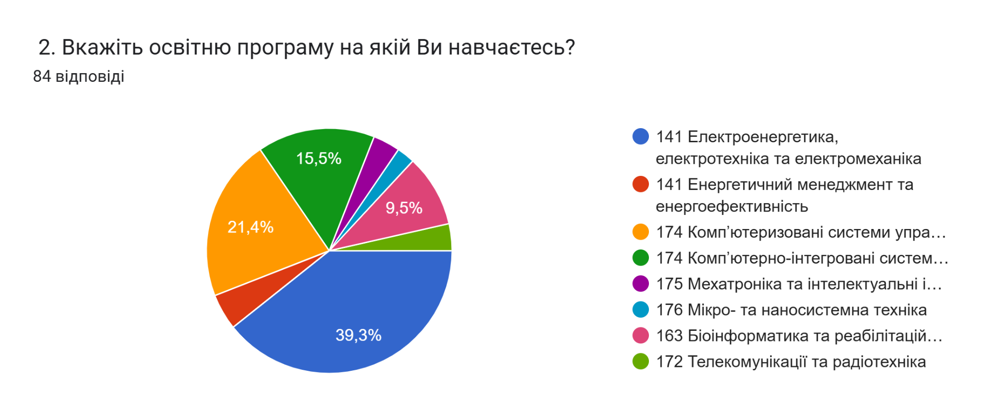 2. Вкажіть освітню програму на якій Ви навчаєтесь?
84 відповіді
15,5%
9,5%
21,4%
39,3%
141 Електроенергетика,
електротехніка та електромеханіка
141 Енергетичний менеджмент та
енергоефективність
174 Комп’ютеризовані системи упра…
174 Комп’ютерно-інтегровані систем…
175 Мехатроніка та інтелектуальні і…
176 Мікро- та наносистемна техніка
163 Біоінформатика та реабілітацій…
172 Телекомунікації та радіотехніка